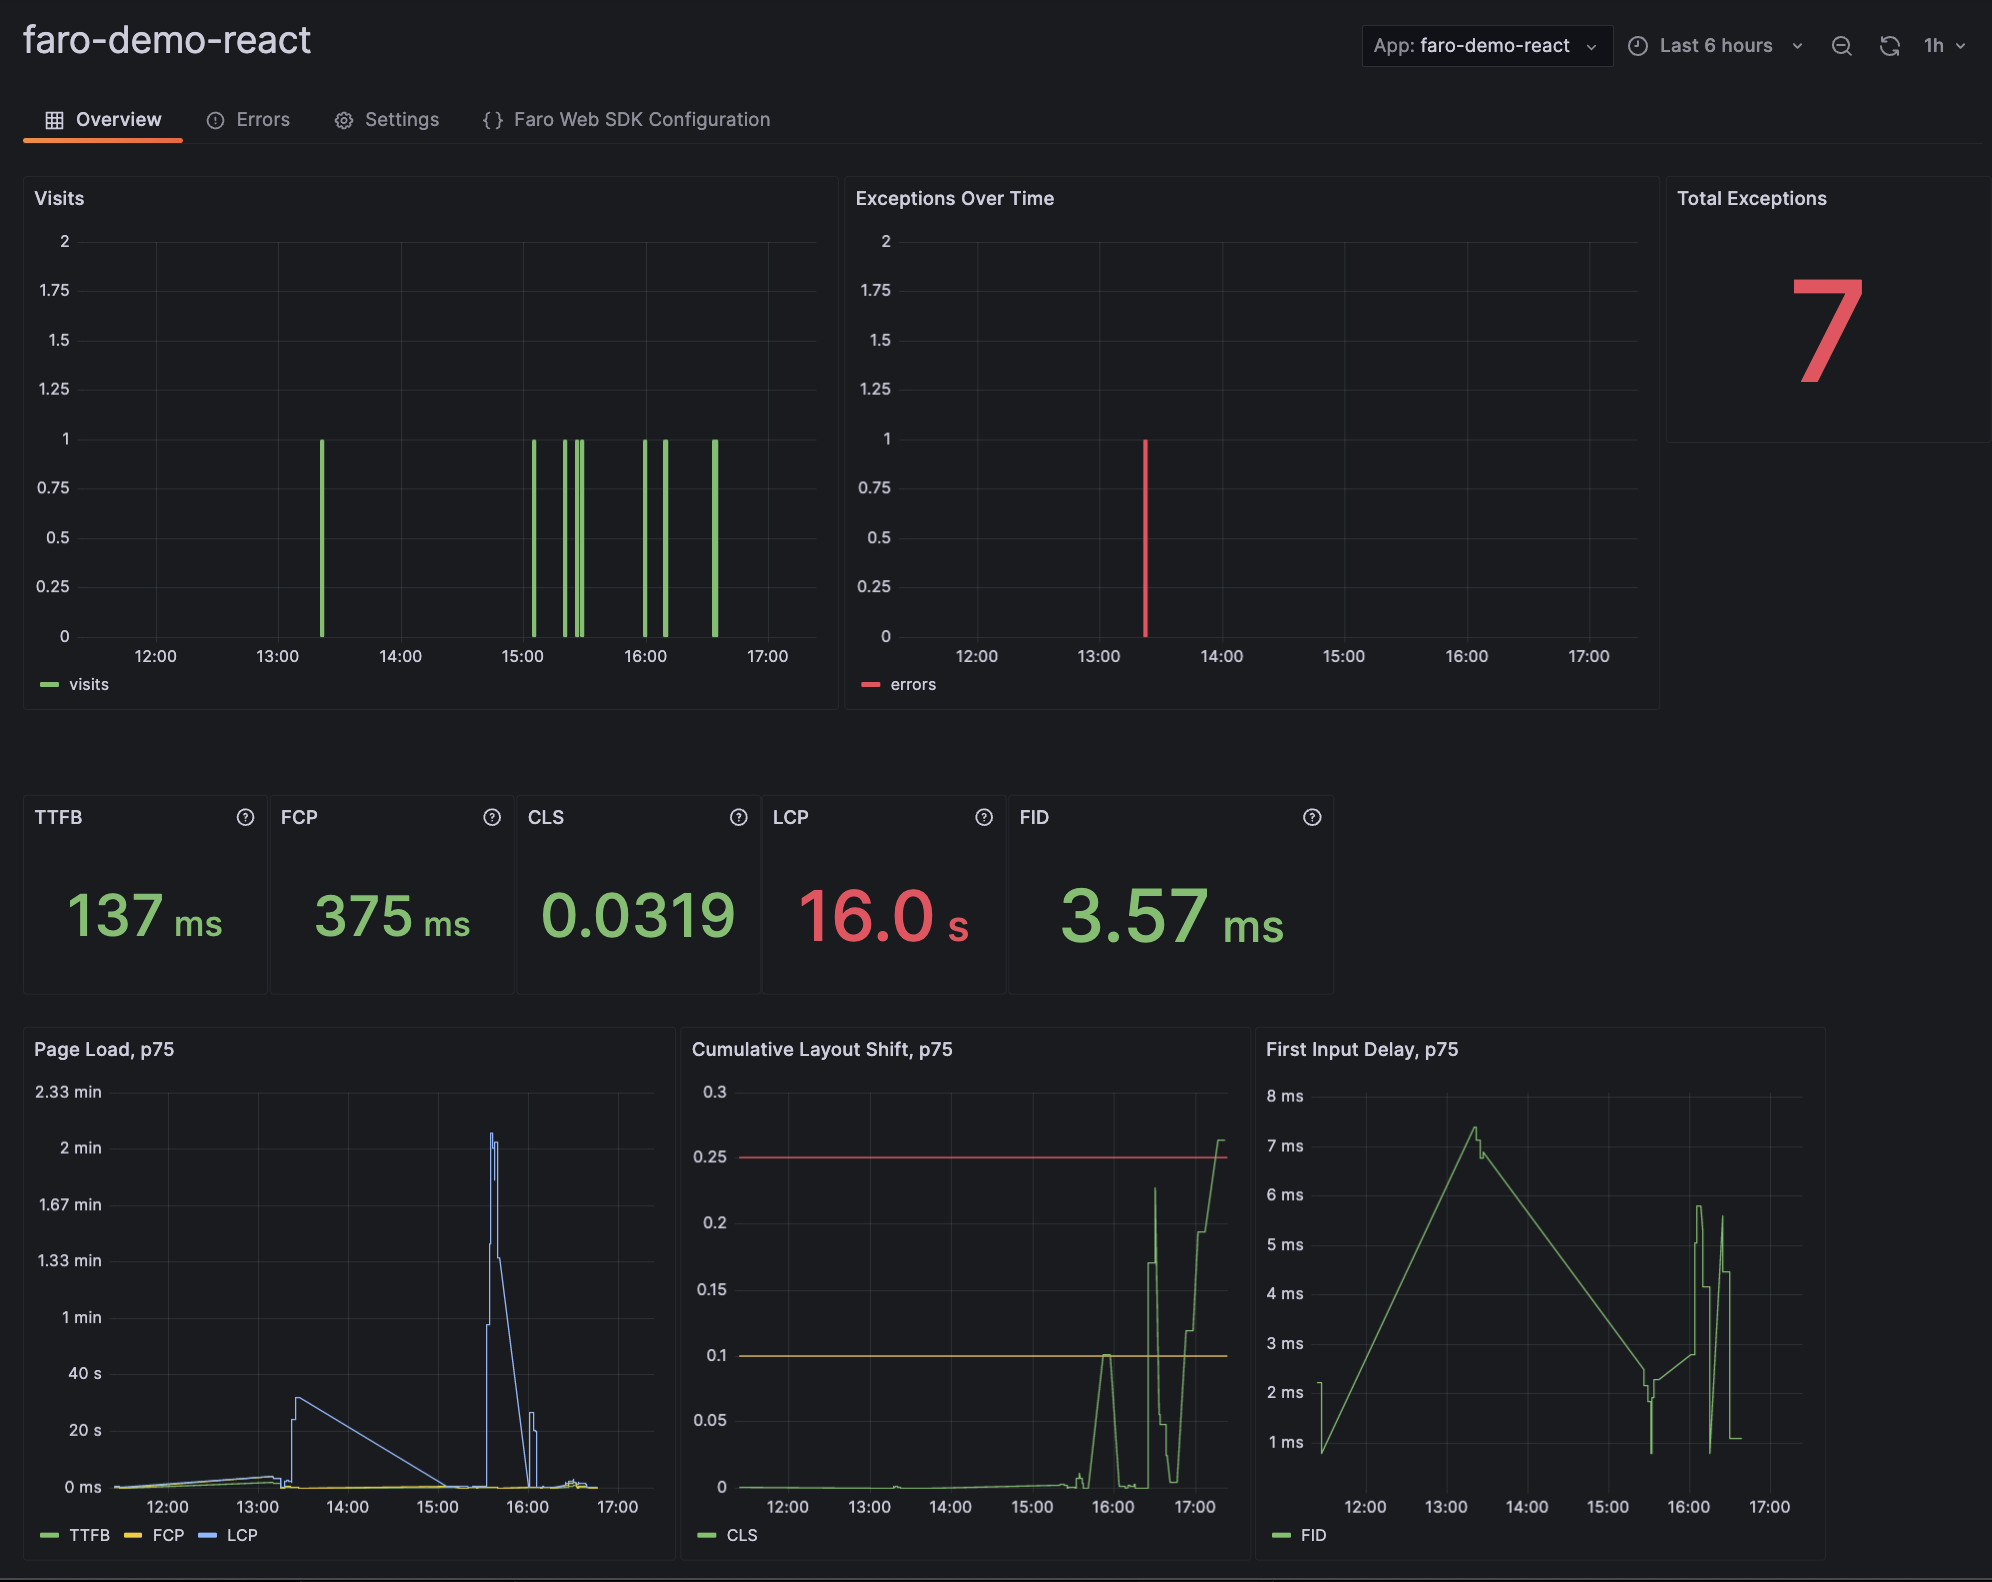 faro-demo-react
App: faro-demo-react
Last 6 hours
1h
Overview
Errors
Settings
{} Faro Web SDK Configuration
Visits
2
1.75
1.5
1.25
1
0.75
0.5
0.25
0
12:00 13:00 14:00 15:00 16:00 17:00
visits
Exceptions Over Time
2
1.75
1.5
1.25
1
0.75
0.5
0.25
0
12:00 13:00 14:00 15:00 16:00 17:00
errors
Total Exceptions
7
TTFB
137 ms
FCP
375 ms
CLS
0.0319
LCP
16.0 s
FID
3.57 ms
Page Load, p75
2.33 min
2 min
1.67 min
1.33 min
1 min
40 s
20 s
0 ms
12:00 13:00 14:00 15:00 16:00 17:00
TTFB FCP LCP
Cumulative Layout Shift, p75
0.3
0.25
0.2
0.15
0.1
0.05
0
12:00 13:00 14:00 15:00 16:00 17:00
CLS
First Input Delay, p75
8 ms
7 ms
6 ms
5 ms
4 ms
3 ms
2 ms
1 ms
12:00 13:00 14:00 15:00 16:00 17:00
FID